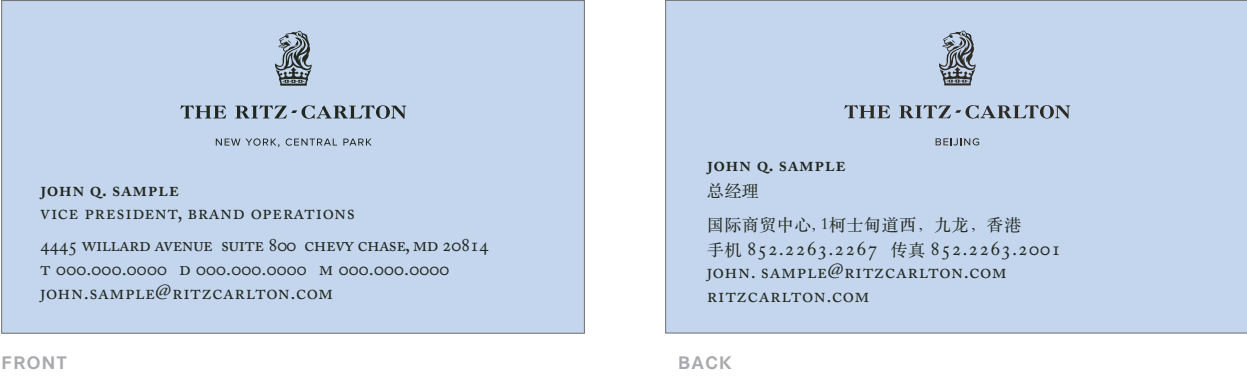 THE RITZ-CARLTON
NEW YORK, CENTRAL PARK
JOHN Q. SAMPLE
VICE PRESIDENT, BRAND OPERATIONS
4445 WILLARD AVENUE SUITE 800 CHEVY CHASE, MD 20814
T 000.000.0000 D 000.000.0000 M 000.000.0000
JOHN.SAMPLE@RITZCARLTON.COM
FRONT
THE RITZ-CARLTON
BEIJING
JOHN Q. SAMPLE
总经理
国际商贸中心, 1柯士甸道西, 九龙, 香港
手机 852.2263.2267 传真 852.2263.2001
JOHN. SAMPLE@RITZCARLTON.COM
RITZCARLTON.COM
BACK